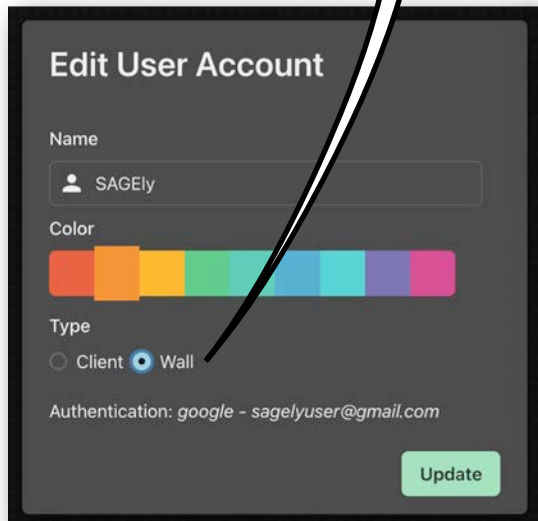 Edit User Account
Name
SAGEly
Color
Type
Client Wall
Authentication: google - sagelyuser@gmail.com
Update